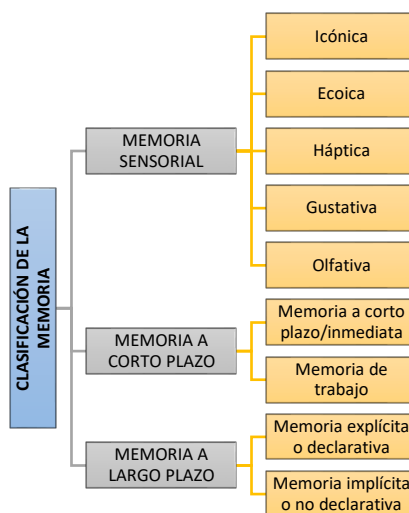 CLASIFICACIÓN DE LA
MEMORIA
MEMORIA
SENSORIAL
Icónica
Ecoica
Háptica
Gustativa
Olfativa
MEMORIA A
CORTO PLAZO
Memoria a corto
plazo/inmediata
Memoria de
trabajo
MEMORIA A
LARGO PLAZO
Memoria explícita
o declarativa
Memoria implícita
o no declarativa